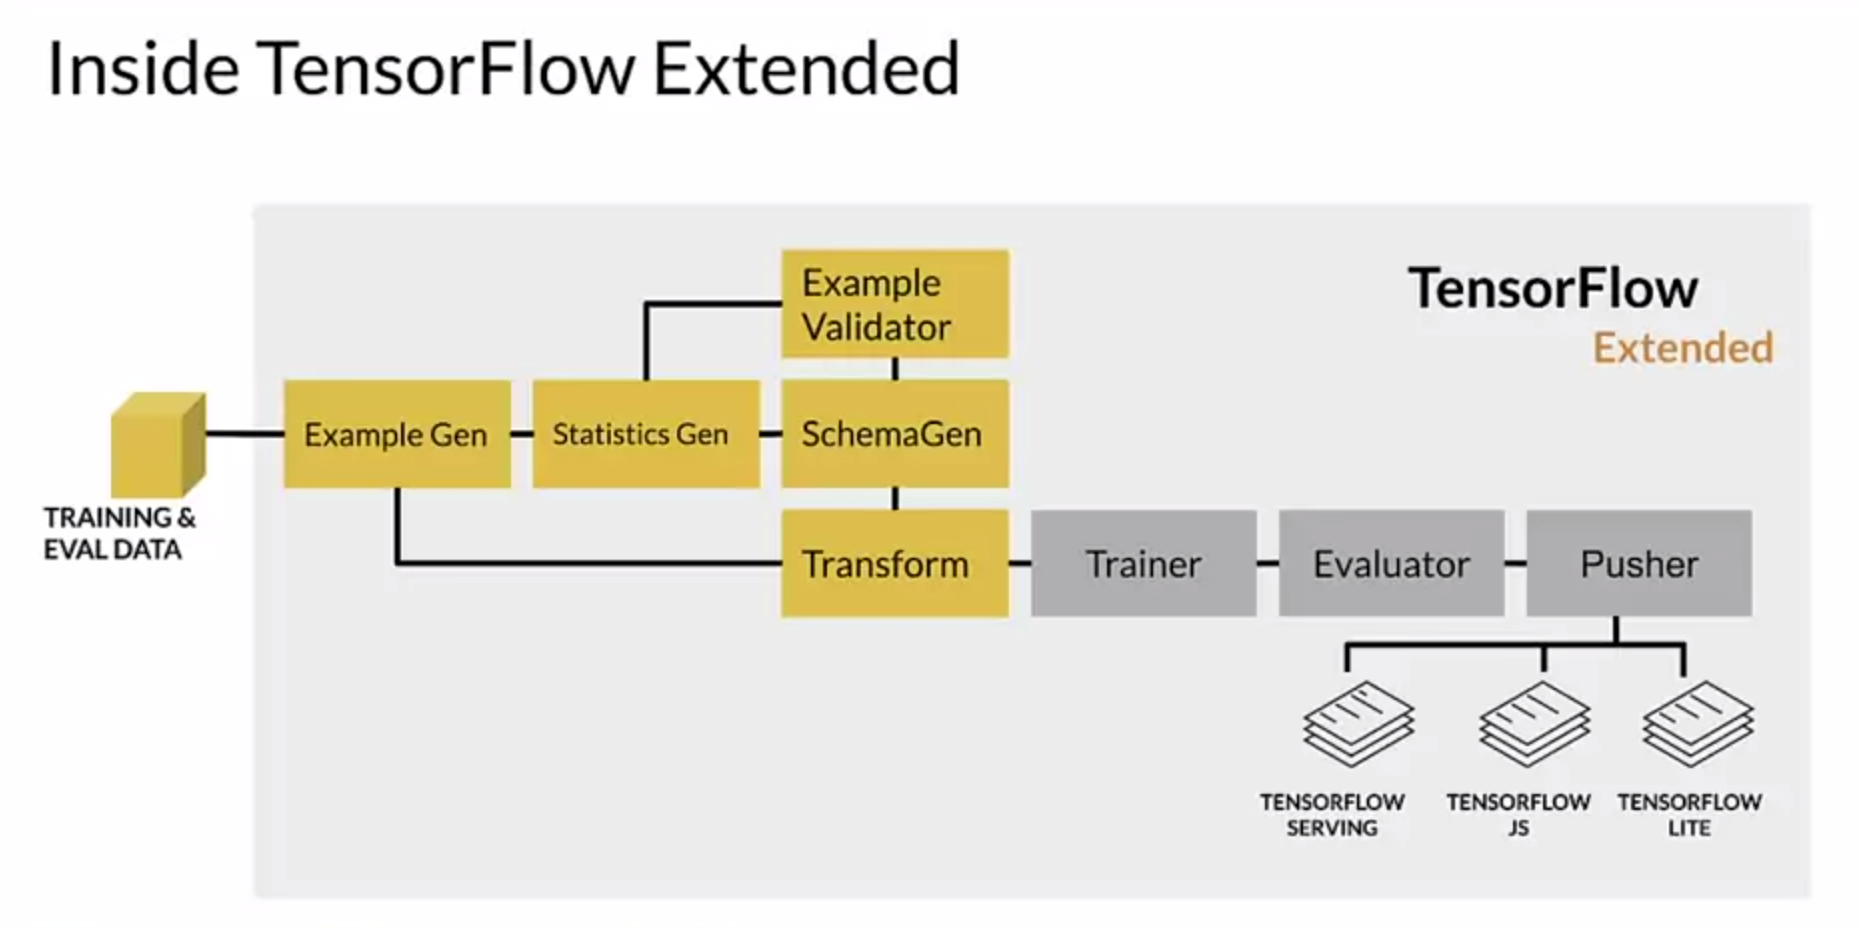 Inside TensorFlow Extended
TensorFlow
Extended
Example
Validator
Example Gen
Statistics Gen
SchemaGen
TRAINING &
EVAL DATA
Transform
Trainer
Evaluator
Pusher
TENSORFLOW
SERVING
TENSORFLOW
JS
TENSORFLOW
LITE